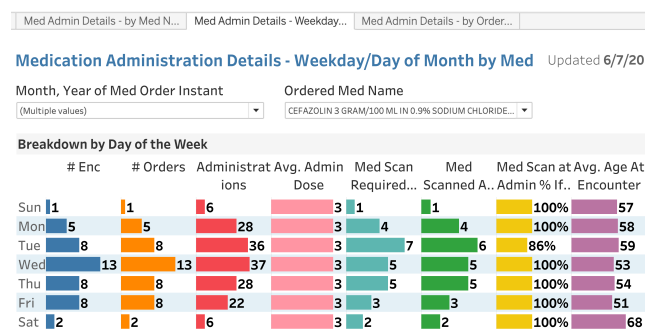 Med Admin Details - by Med N... Med Admin Details - Weekday... Med Admin Details - by Order...
Medication Administration Details - Weekday/Day of Month by Med Updated 6/7/20
Month, Year of Med Order Instant Ordered Med Name
(Multiple values) CEFAZOLIN 3 GRAM/100 ML IN 0.9% SODIUM CHLORIDE...
Breakdown by Day of the Week
# Enc # Orders Administrat Avg. Admin Med Scan Med Med Scan at Avg. Age At
ions Dose Required... Scanned A.. Admin % If.. Encounter
Sun 1 1 6 3 1 1 100% 57
Mon 5 5 28 3 4 4 100% 58
Tue 8 8 36 3 7 6 86% 59
Wed 13 13 37 3 5 5 100% 53
Thu 8 8 28 3 5 5 100% 54
Fri 8 8 22 3 3 3 100% 51
Sat 2 2 6 3 2 2 100% 68